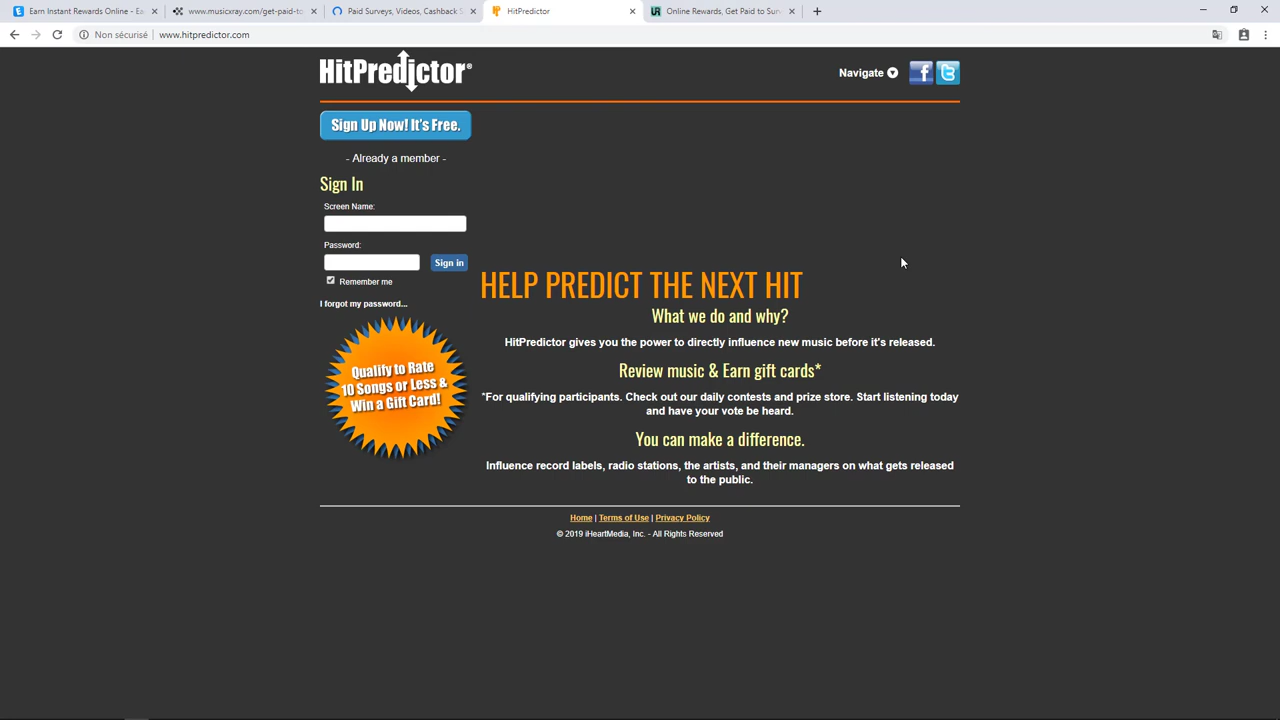 Earn Instant Rewards Online - Ea
www.musicxray.com/get-paid-to
Paid Surveys, Videos, Cashback S
HitPredictor
Online Rewards, Get Paid to Sur
Non sécurisé | www.hitpredictor.com
HitPredictor®
Navigate
Sign Up Now! It's Free.
- Already a member -
Sign In
Screen Name:
Password:
Sign in
Remember me
I forgot my password...
Qualify to Rate
10 Songs or Less &
Win a Gift Card!
HELP PREDICT THE NEXT HIT
What we do and why?
HitPredictor gives you the power to directly influence new music before it's released.
Review music & Earn gift cards*
*For qualifying participants. Check out our daily contests and prize store. Start listening today
and have your vote be heard.
You can make a difference.
Influence record labels, radio stations, the artists, and their managers on what gets released
to the public.
Home | Terms of Use | Privacy Policy
© 2019 iHeartMedia, Inc. - All Rights Reserved